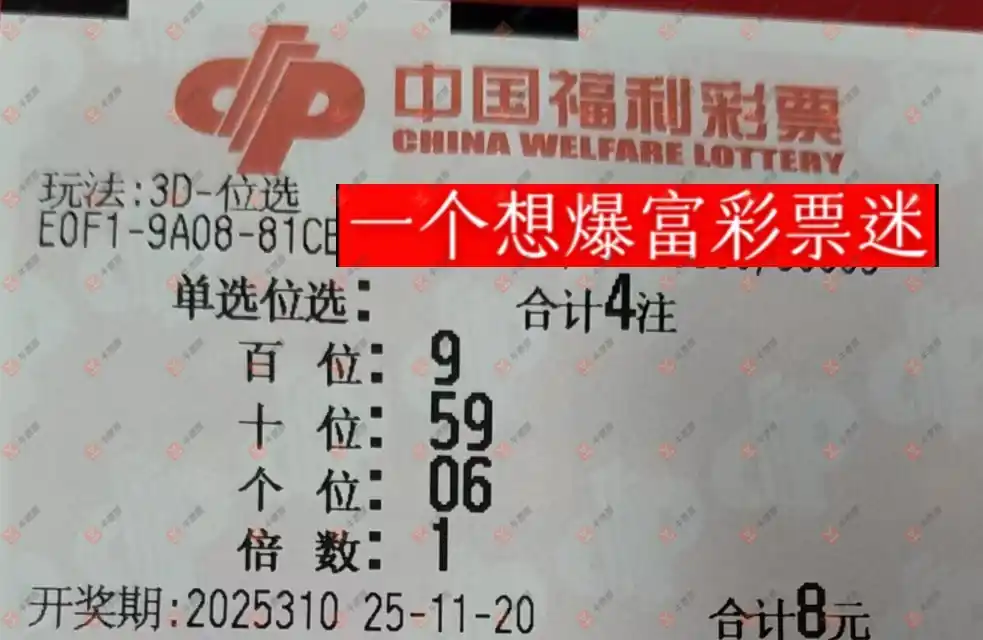 中国福利彩票
CHINA WELFARE LOTTERY
玩法:3D-位选
E0F1-9A08-81CE
一个想爆富彩票迷
单选位选: 合计4注
百 位: 9
十 位: 59
个 位: 06
倍 数: 1
开奖期:2025310 25-11-20 合计8元